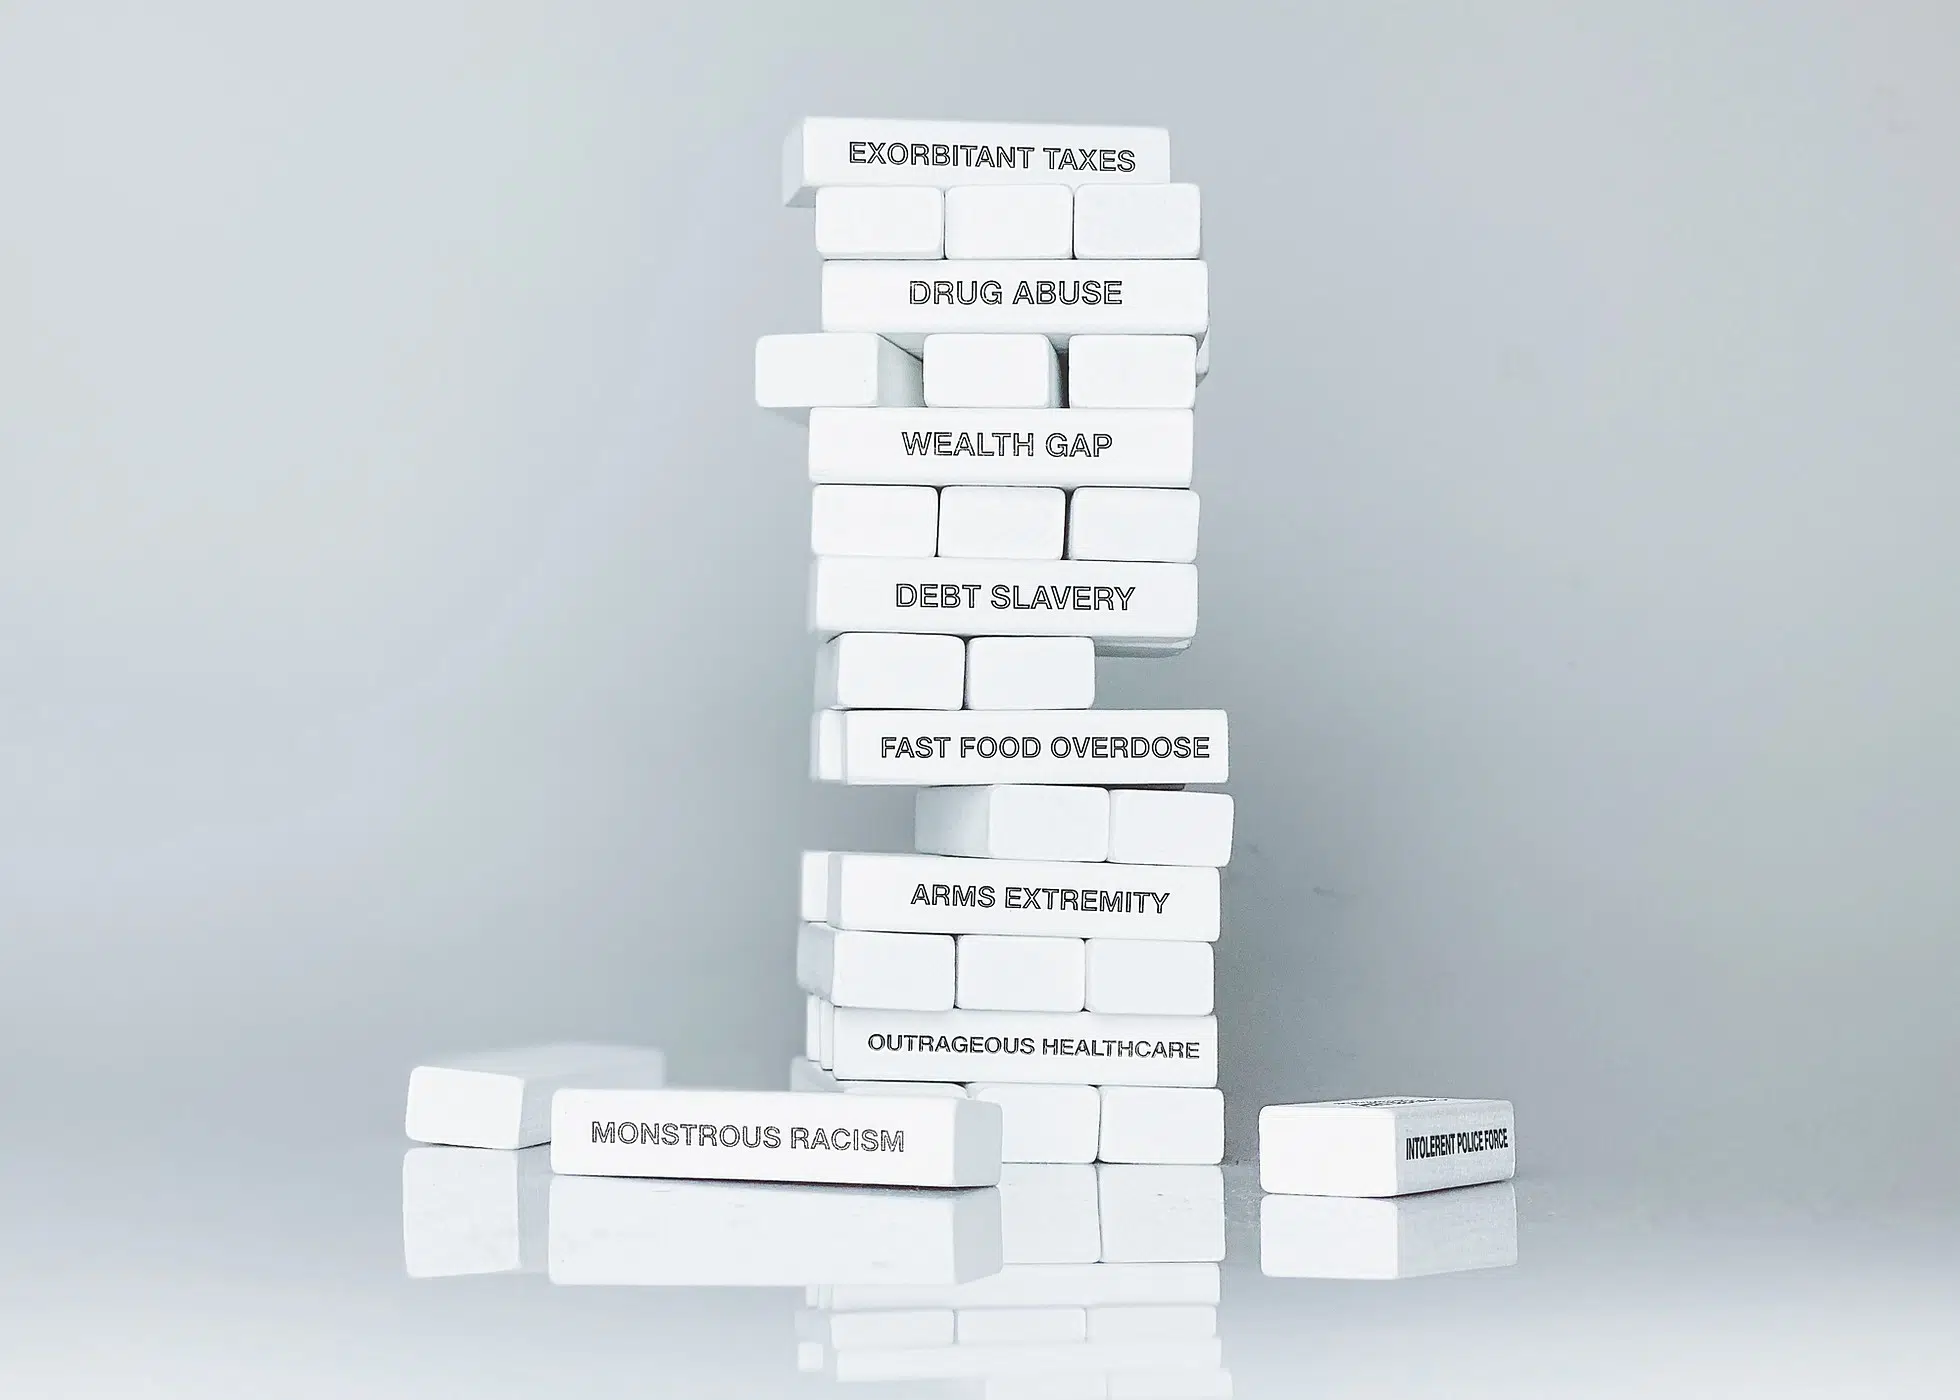 EXORBITANT TAXES
DRUG ABUSE
WEALTH GAP
DEBT SLAVERY
FAST FOOD OVERDOSE
ARMS EXTREMITY
OUTRAGEOUS HEALTHCARE
MONSTROUS RACISM
INTOLERENT POLICE FORCE